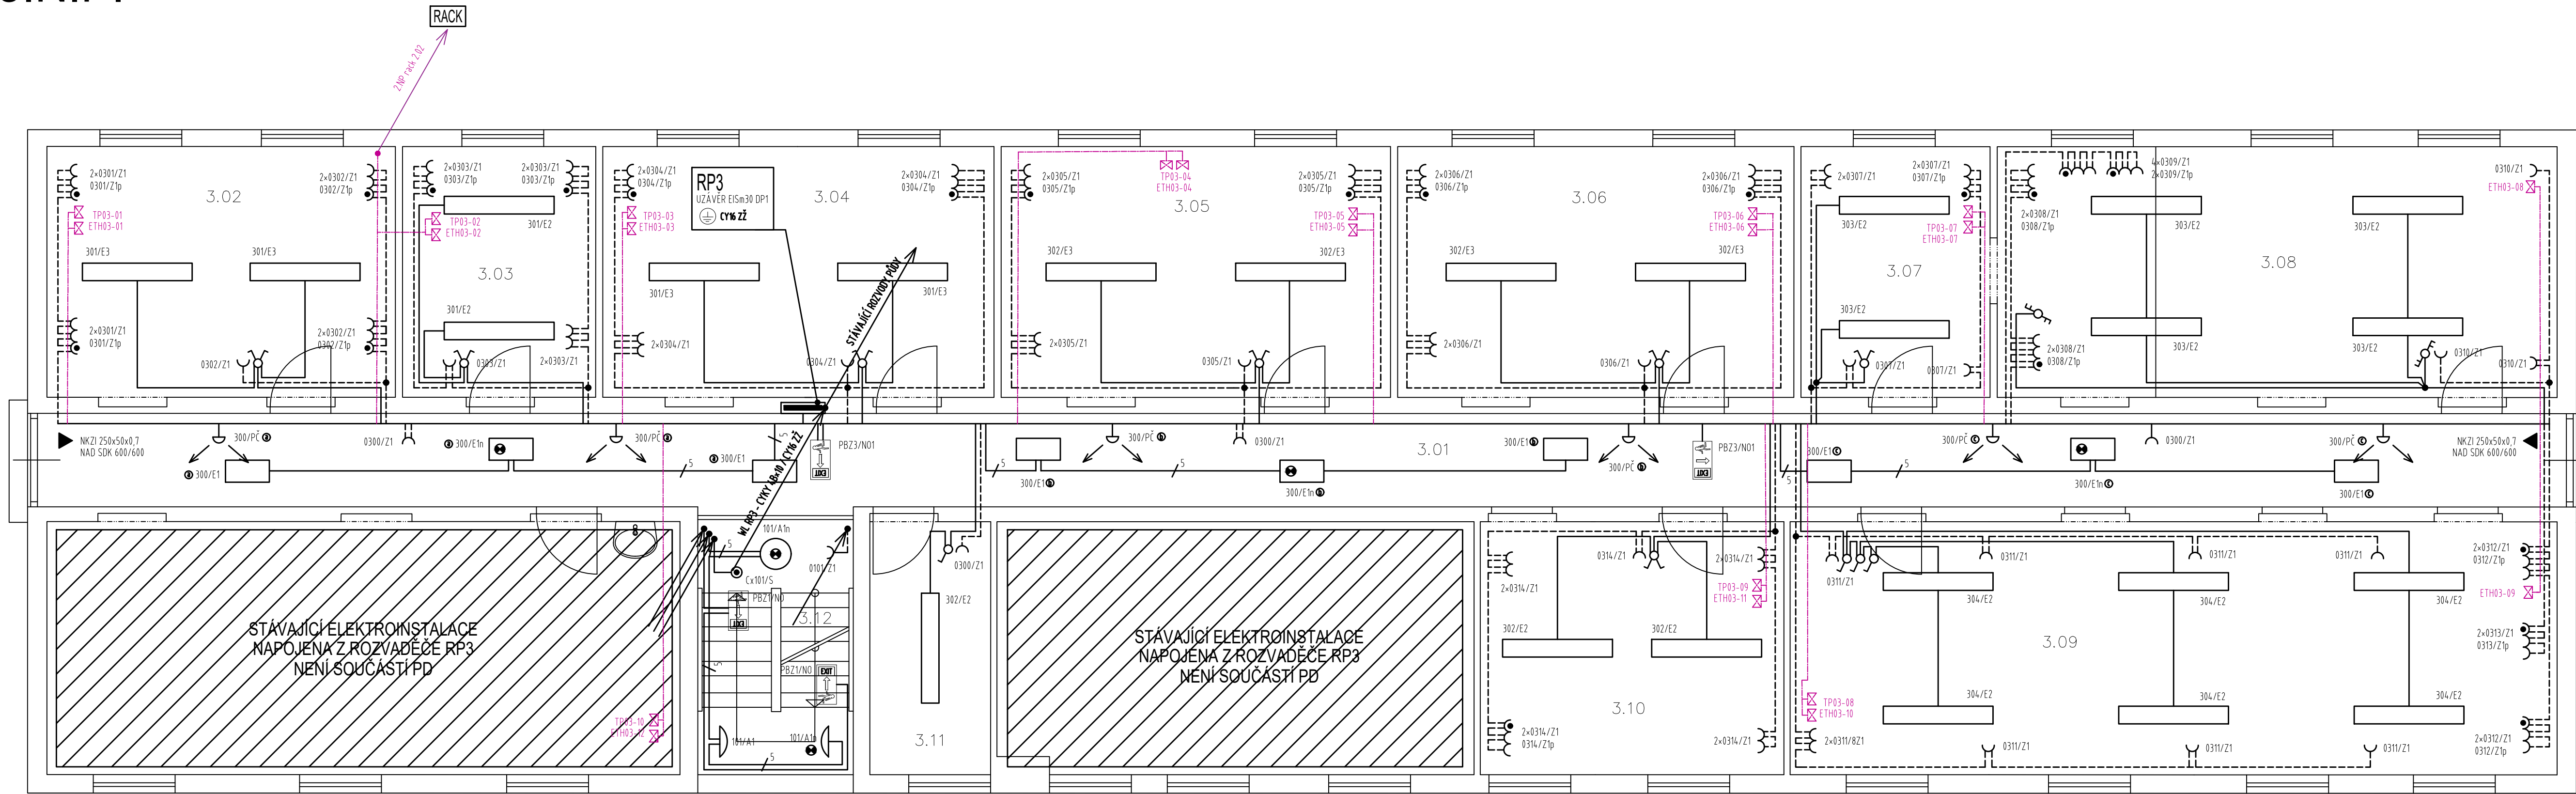 RACK
2.NP rack 2.02
2×0301/Z1
0301/Z1p
3.02
2×0302/Z1
0302/Z1p
TP03-01
ETH03-01
301/E3
301/E3
2×0301/Z1
0301/Z1p
2×0302/Z1
0302/Z1p
0302/Z1
2×0303/Z1
0303/Z1p
2×0303/Z1
0303/Z1p
TP03-02
ETH03-02
301/E2
3.03
301/E2
0303/Z1
2×0303/Z1
2×0304/Z1
0304/Z1p
RP3
UZÁVĚR EISm30 DP1
CY16 ZŽ
3.04
2×0304/Z1
0304/Z1p
TP03-03
ETH03-03
301/E3
301/E3
STÁVAJÍCÍ ROZVODY PŮDY
2×0304/Z1
0304/Z1
2×0305/Z1
0305/Z1p
TP03-04
ETH03-04
3.05
2×0305/Z1
0305/Z1p
TP03-05
ETH03-05
302/E3
302/E3
2×0305/Z1
0305/Z1
2×0306/Z1
0306/Z1p
3.06
2×0306/Z1
0306/Z1p
TP03-06
ETH03-06
302/E3
302/E3
2×0306/Z1
0306/Z1
2×0307/Z1
2×0307/Z1
0307/Z1p
303/E2
TP03-07
ETH03-07
3.07
303/E2
0307/Z1
0307/Z1
4×0309/Z1
2×0309/Z1p
2×0308/Z1
0308/Z1p
303/E2
303/E2
3.08
0310/Z1
ETH03-08
2×0308/Z1
0308/Z1p
303/E2
303/E2
0310/Z1
0310/Z1
NKZI 250x50x0,7
NAD SDK 600/600
300/PČ a
0300/Z1
a 300/E1n
300/PČ a
a 300/E1
a 300/E1
5
5
WL RP3 - CYKY 4Bx10 / CY16 ZŽ
PBZ3/NO1
EXIT
5
300/E1 b
300/PČ b
0300/Z1
5
300/E1n b
3.01
300/E1 b
300/PČ b
PBZ3/NO1
EXIT
5
300/E1 c
5
300/PČ c
300/E1n c
0300/Z1
300/PČ c
300/E1 c
NKZI 250x50x0,7
NAD SDK 600/600
STÁVAJÍCÍ ELEKTROINSTALACE
NAPOJENA Z ROZVADĚČE RP3
NENÍ SOUČÁSTÍ PD
TP03-10
ETH03-12
5
101/A1n
Cx101/S
0101/Z1
PBZ1/NO
EXIT
3.12
5
PBZ1/NO
EXIT
101/A1
101/A1n
5
0300/Z1
302/E2
3.11
STÁVAJÍCÍ ELEKTROINSTALACE
NAPOJENA Z ROZVADĚČE RP3
NENÍ SOUČÁSTÍ PD
2×0314/Z1
0314/Z1
2×0314/Z1
TP03-09
ETH03-11
302/E2
302/E2
3.10
2×0314/Z1
0314/Z1p
2×0314/Z1
0311/Z1
0311/Z1
0311/Z1
0311/Z1
2×0312/Z1
0312/Z1p
ETH03-09
304/E2
304/E2
304/E2
3.09
2×0313/Z1
0313/Z1p
TP03-08
ETH03-10
304/E2
304/E2
304/E2
2×0311/8Z1
0311/Z1
0311/Z1
0311/Z1
2×0312/Z1
0312/Z1p